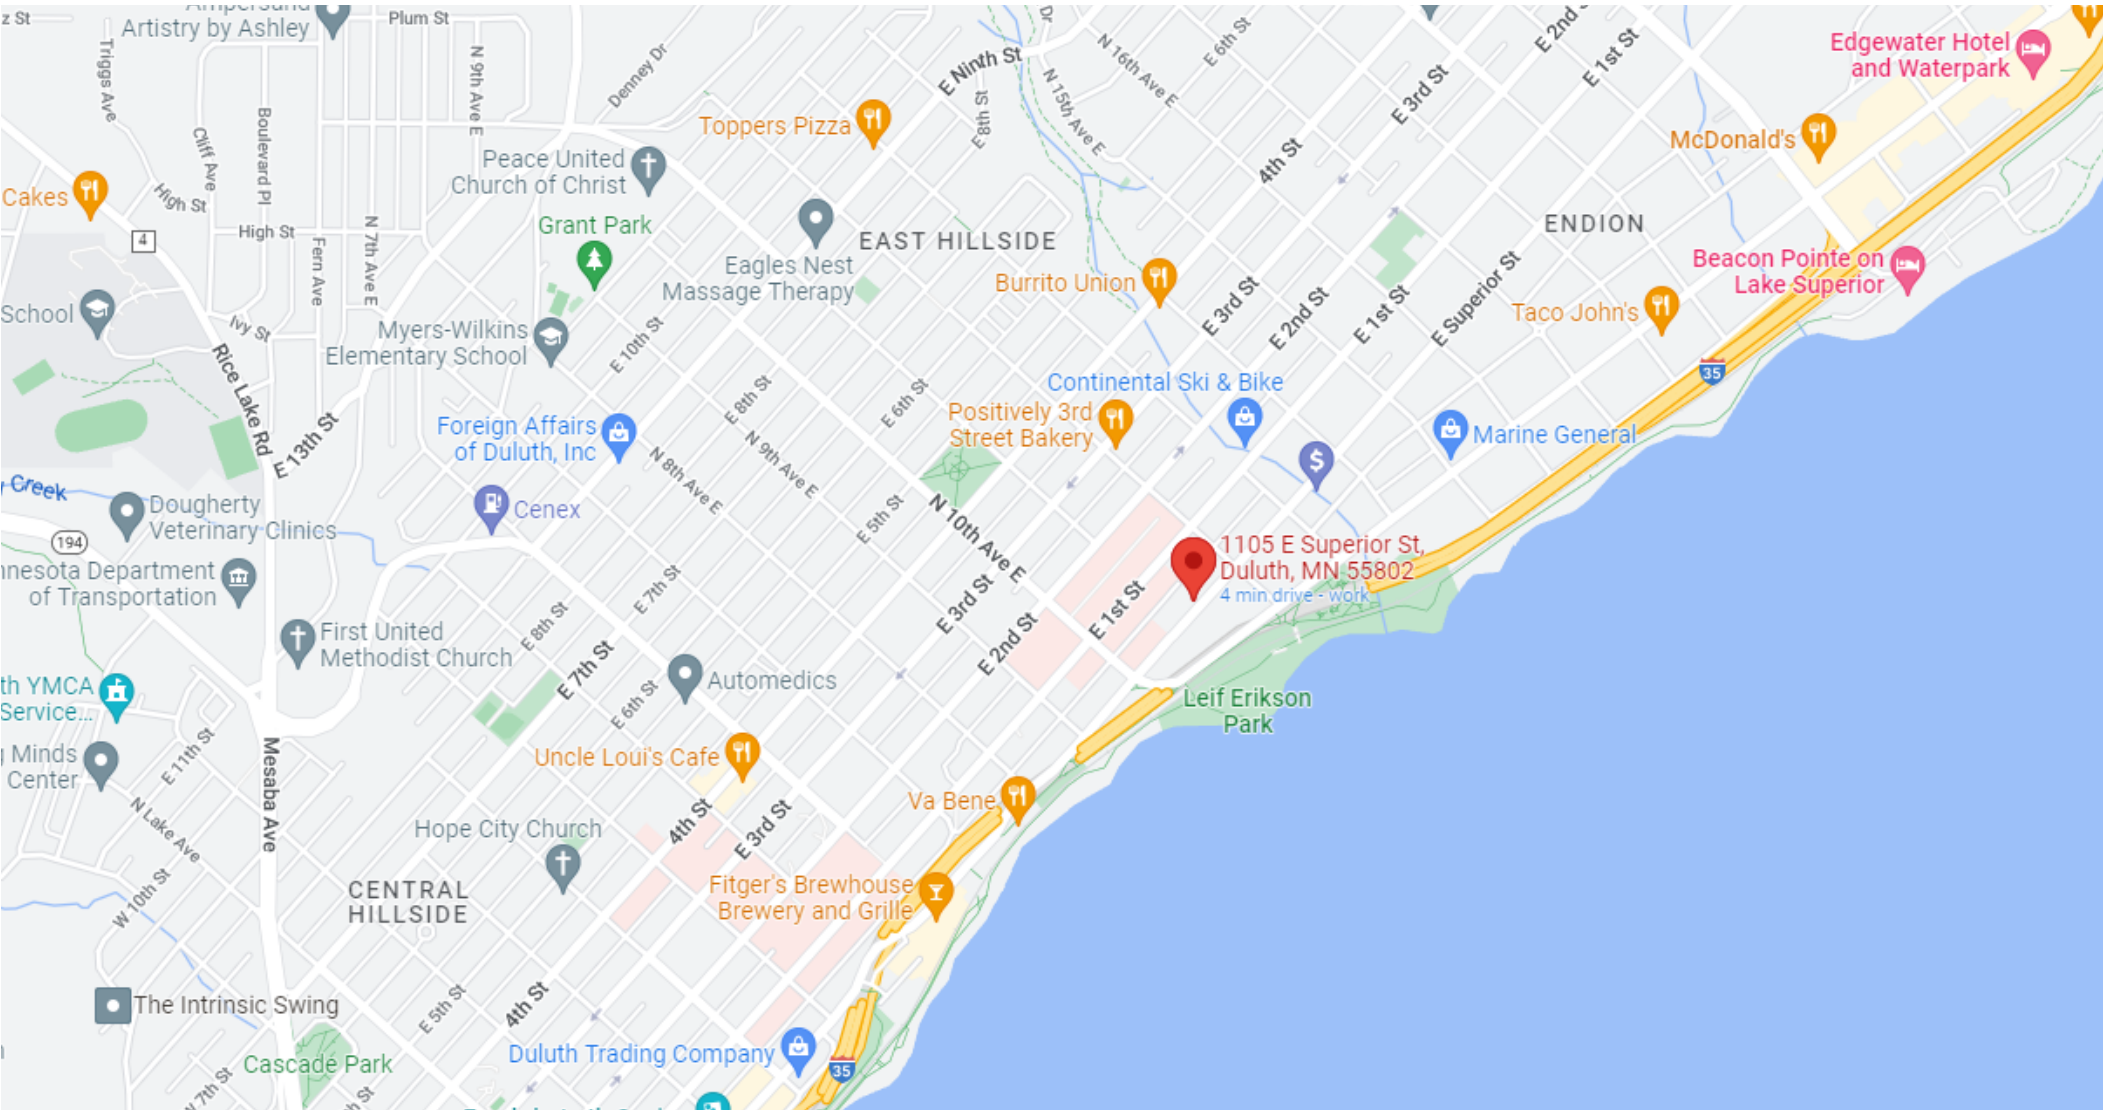 z St
Ampersand
Artistry by Ashley
Plum St
Triggs Ave
N 9th Ave E
Denney Dr
E Ninth St
Dr
N 16th Ave E
E 6th St
E 2nd St
E 1st St
Edgewater Hotel
and Waterpark
Cliff Ave
Boulevard Pl
Toppers Pizza
8th St
N 15th Ave E
E 3rd St
McDonald's
Peace United
Church of Christ
4th St
Cakes
High St
4
High St
Fern Ave
N 7th Ave E
Grant Park
EAST HILLSIDE
ENDION
Eagles Nest
Massage Therapy
Burrito Union
E 3rd St
E 2nd St
E 1st St
E Superior St
Beacon Pointe on
Lake Superior
Taco John's
School
Ivy St
Myers-Wilkins
Elementary School
E 10th St
Rice Lake Rd
35
Continental Ski & Bike
E 8th St
E 6th St
Positively 3rd
Street Bakery
Foreign Affairs
of Duluth, Inc
E 13th St
N 8th Ave E
N 9th Ave E
$
Marine General
Creek
Dougherty
Veterinary Clinics
Cenex
E 5th St
N 10th Ave E
194
1105 E Superior St,
Duluth, MN 55802
4 min drive - work
nnesota Department
of Transportation
E 7th St
E 3rd St
E 1st St
First United
Methodist Church
E 8th St
E 2nd St
E 7th St
E 6th St
Automedics
th YMCA
Service...
Leif Erikson
Park
E 11th St
Minds
Center
Mesaba Ave
Uncle Loui's Cafe
N Lake Ave
4th St
E 3rd St
Va Bene
Hope City Church
W 10th St
CENTRAL
HILLSIDE
Fitger's Brewhouse
Brewery and Grille
The Intrinsic Swing
E 5th St
4th St
Cascade Park
Duluth Trading Company
35
W 7th St
h St